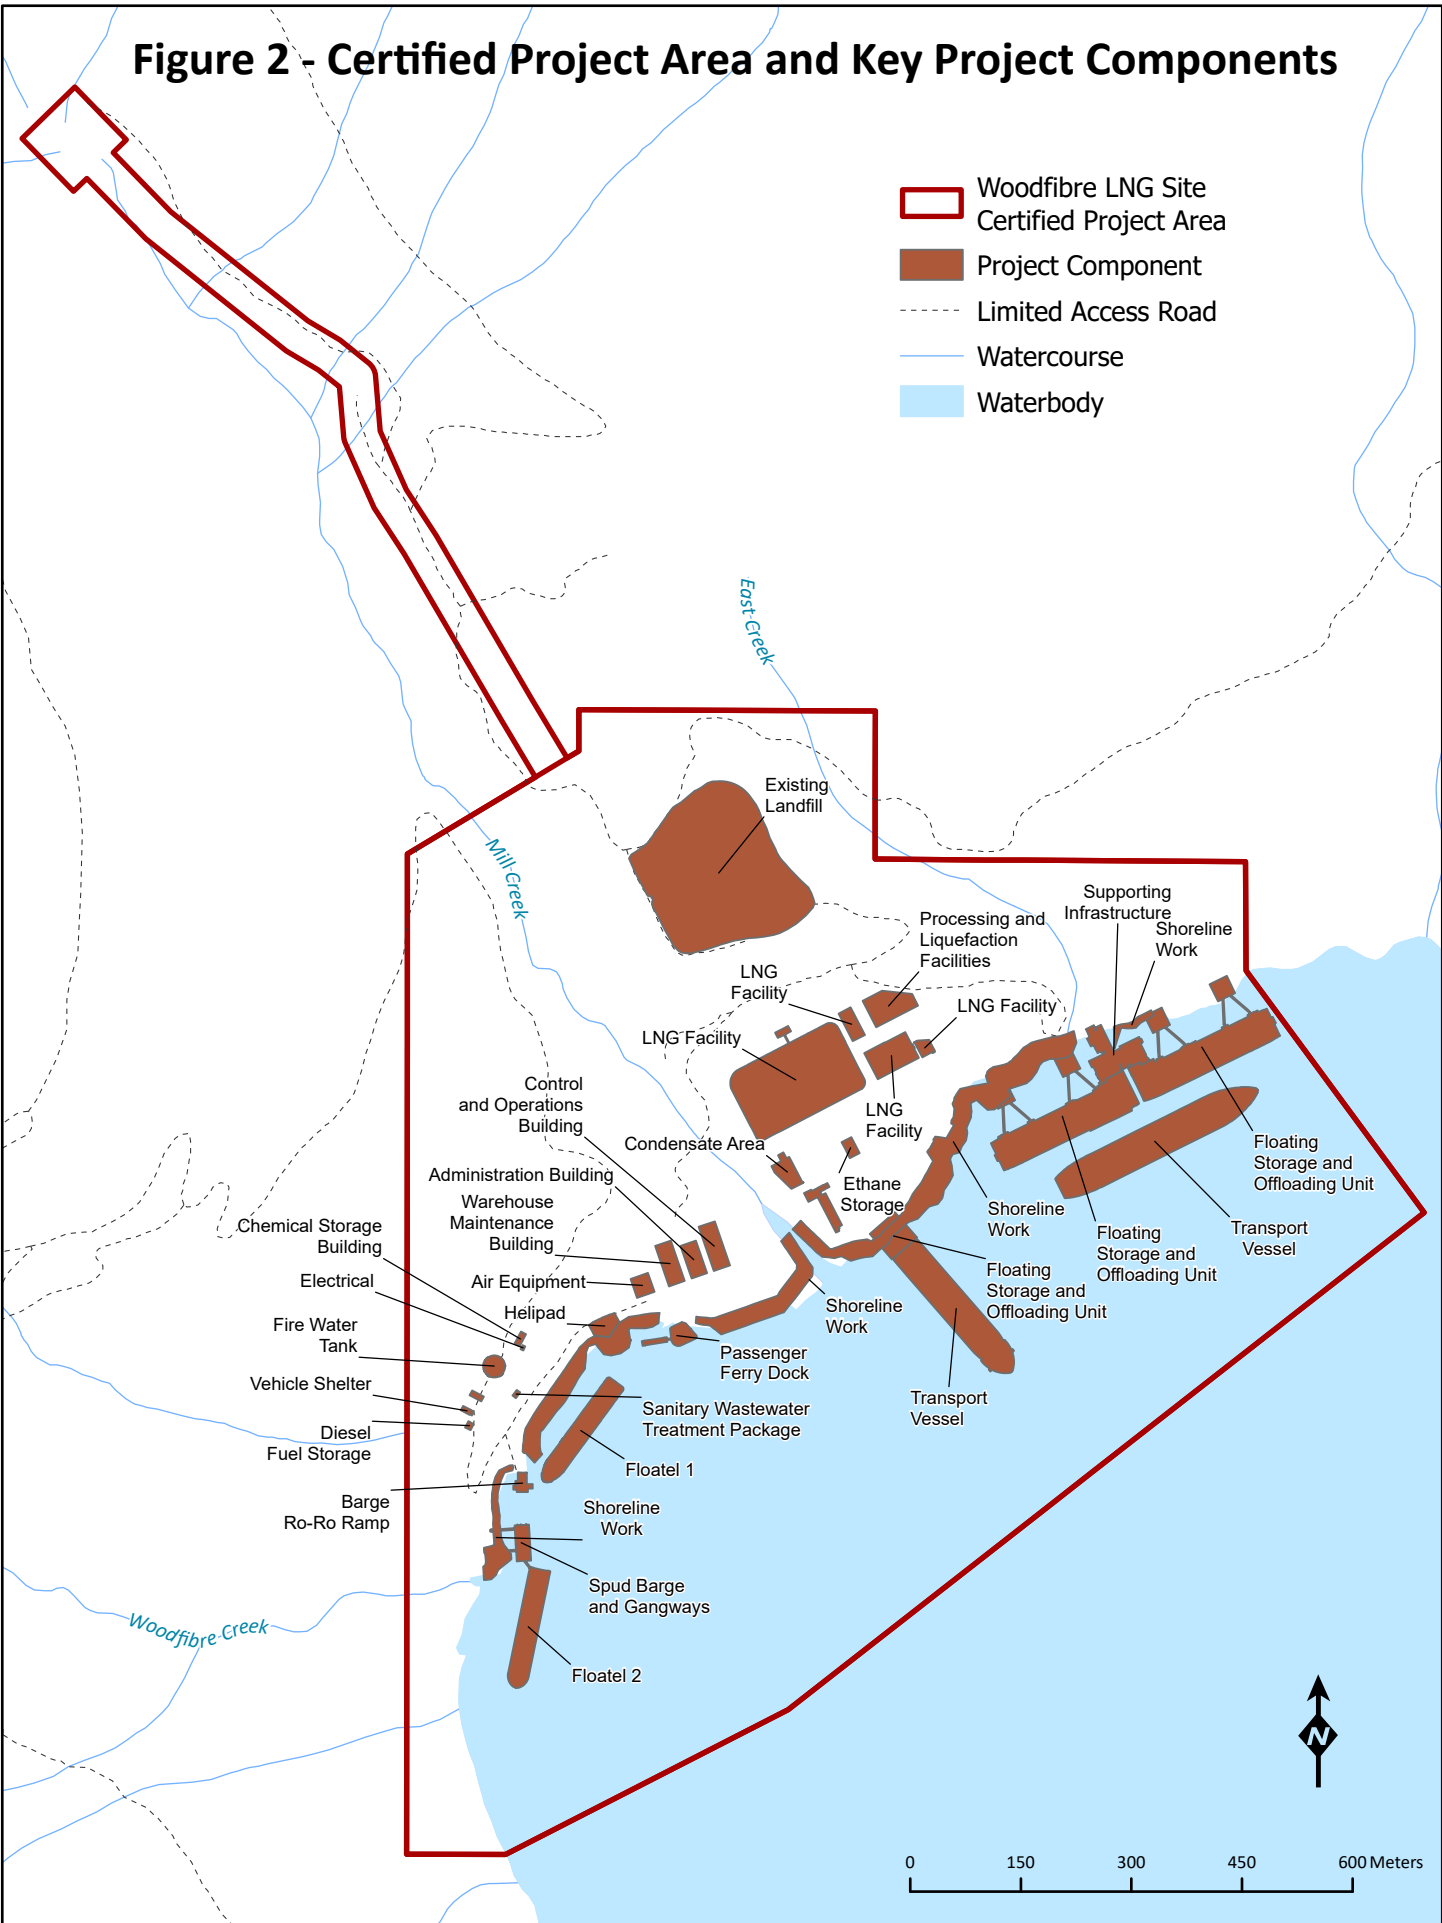 Figure 2 - Certified Project Area and Key Project Components
Woodfibre LNG Site
Certified Project Area
Project Component
Limited Access Road
Watercourse
Waterbody
East Creek
Existing
Landfill
Mill Creek
Supporting
Infrastructure
Shoreline
Work
Processing and
Liquefaction
Facilities
LNG
Facility
LNG Facility
LNG Facility
LNG
Facility
Control
and Operations
Building
Condensate Area
Administration Building
Ethane
Storage
Warehouse
Maintenance
Building
Floating
Storage and
Offloading Unit
Shoreline
Work
Floating
Storage and
Offloading Unit
Transport
Vessel
Chemical Storage
Building
Electrical
Air Equipment
Floating
Storage and
Offloading Unit
Helipad
Shoreline
Work
Fire Water
Tank
Passenger
Ferry Dock
Vehicle Shelter
Transport
Vessel
Sanitary Wastewater
Treatment Package
Diesel
Fuel Storage
Floatel 1
Barge
Ro-Ro Ramp
Shoreline
Work
Spud Barge
and Gangways
Woodfibre Creek
Floatel 2
N
0 150 300 450 600 Meters